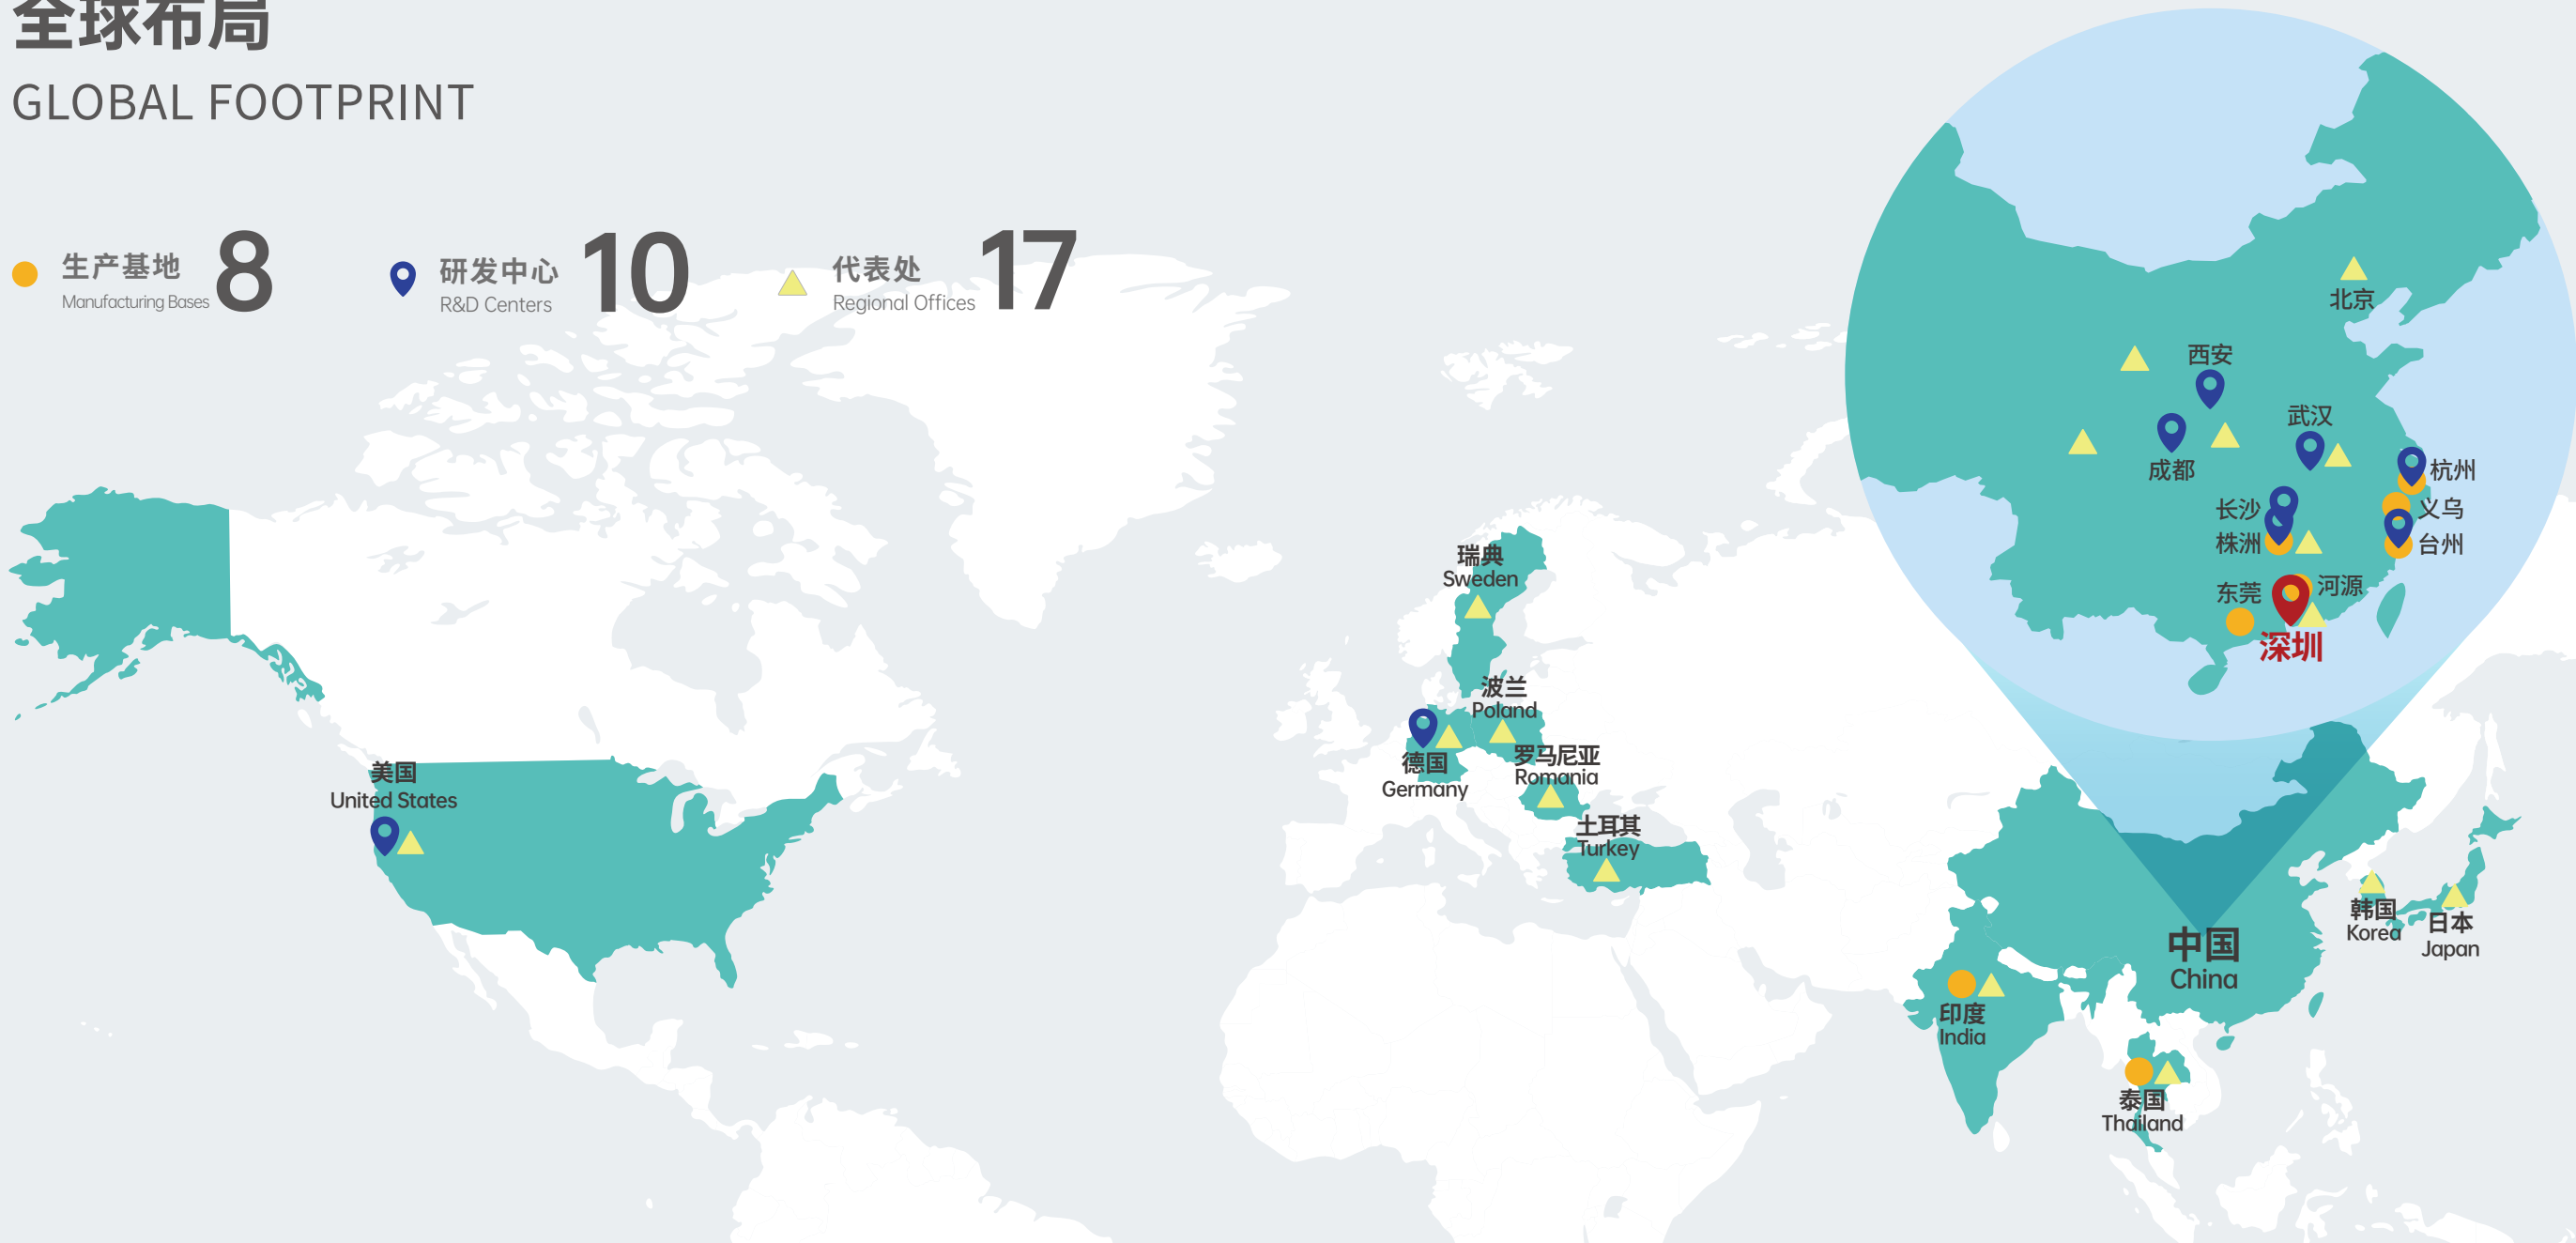 全球布局
GLOBAL FOOTPRINT
生产基地
Manufacturing Bases
8
研发中心
R&D Centers
10
代表处
Regional Offices
17
北京
西安
武汉
成都
杭州
长沙
义乌
株洲
台州
东莞
河源
深圳
瑞典
Sweden
波兰
Poland
德国
Germany
罗马尼亚
Romania
土耳其
Turkey
美国
United States
中国
China
韩国
Korea
日本
Japan
印度
India
泰国
Thailand